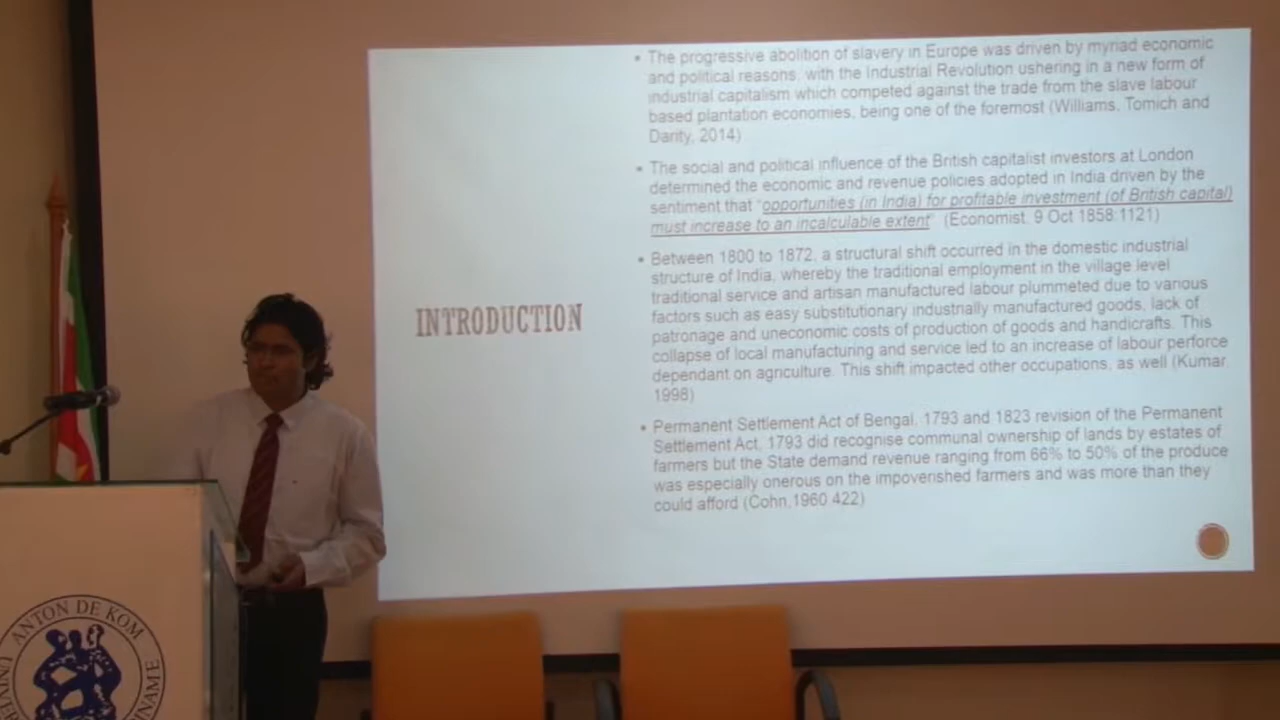 INTRODUCTION
• The progressive abolition of slavery in Europe was driven by myriad economic
and political reasons, with the Industrial Revolution ushering in a new form of
industrial capitalism which competed against the trade from the slave labour
based plantation economies, being one of the foremost (Williams, Tomich and
Darity, 2014)
• The social and political influence of the British capitalist investors at London
determined the economic and revenue policies adopted in India driven by the
sentiment that "opportunities (in India) for profitable investment (of British capital)
must increase to an incalculable extent" (Economist, 9 Oct 1858:1121)
• Between 1800 to 1872, a structural shift occurred in the domestic industrial
structure of India, whereby the traditional employment in the village level
traditional service and artisan manufactured labour plummeted due to various
factors such as easy substitutionary industrially manufactured goods, lack of
patronage and uneconomic costs of production of goods and handicrafts. This
collapse of local manufacturing and service led to an increase of labour perforce
dependant on agriculture. This shift impacted other occupations, as well (Kumar
1998)
• Permanent Settlement Act of Bengal, 1793 and 1823 revision of the Permanent
Settlement Act, 1793 did recognise communal ownership of lands by estates of
farmers but the State demand revenue ranging from 66% to 50% of the produce
was especially onerous on the impoverished farmers and was more than they
could afford (Cohn,1960:422)
ANTON DE KOM